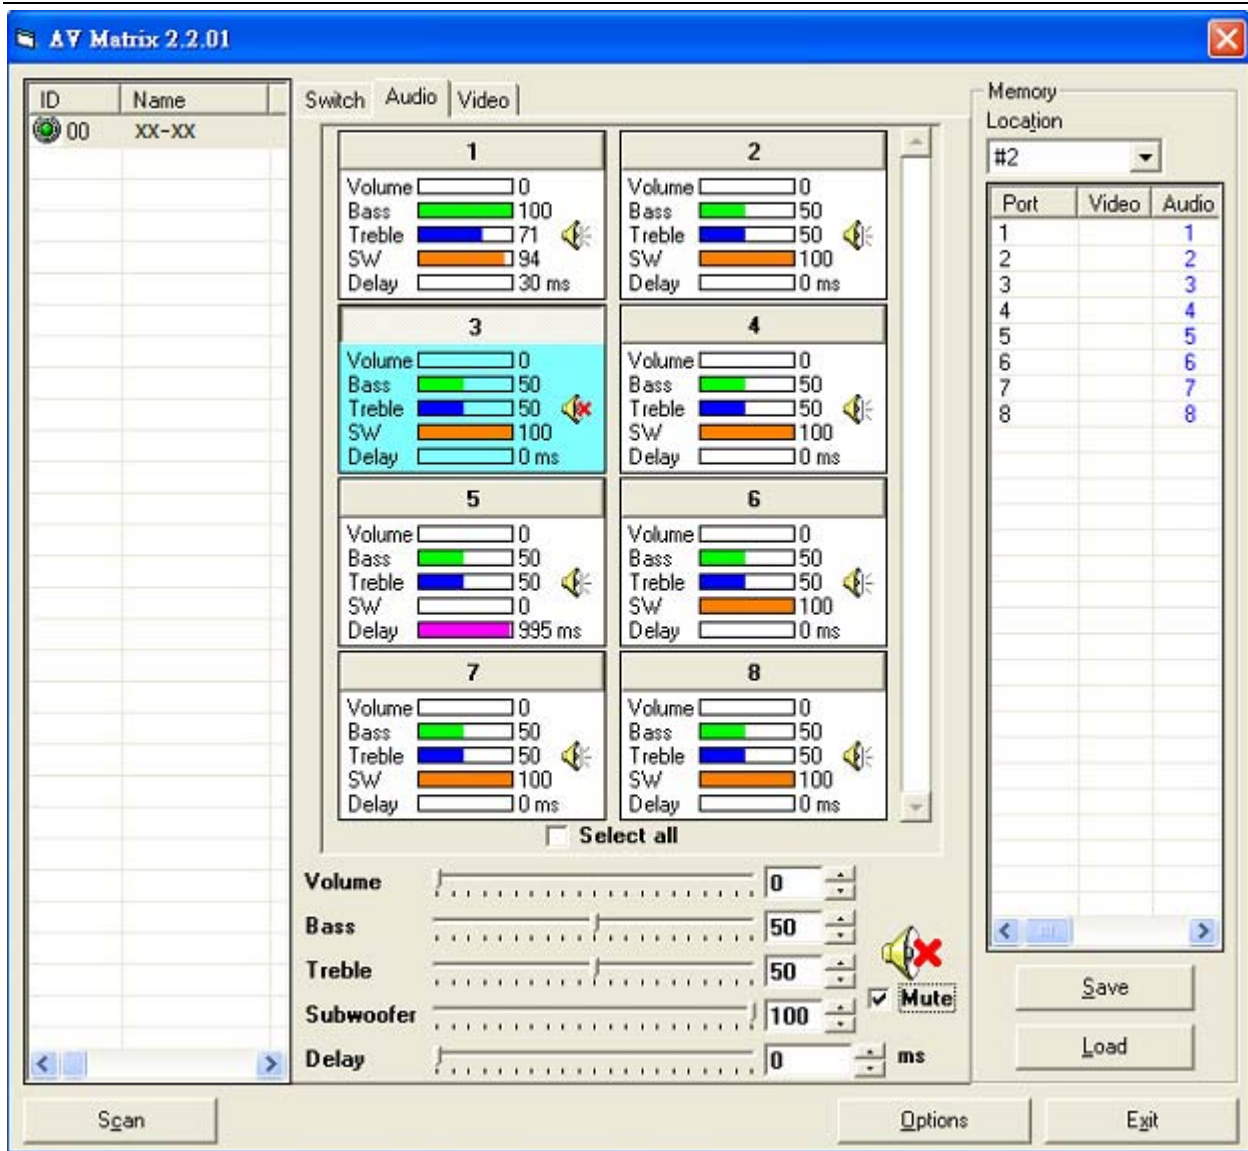 AV Matrix 2.2.01
ID Name
00 XX-XX
Switch Audio Video
1
Volume 0
Bass 100
Treble 71
SW 94
Delay 30 ms
2
Volume 0
Bass 50
Treble 50
SW 100
Delay 0 ms
3
Volume 0
Bass 50
Treble 50
SW 100
Delay 0 ms
4
Volume 0
Bass 50
Treble 50
SW 100
Delay 0 ms
5
Volume 0
Bass 50
Treble 50
SW 0
Delay 995 ms
6
Volume 0
Bass 50
Treble 50
SW 100
Delay 0 ms
7
Volume 0
Bass 50
Treble 50
SW 100
Delay 0 ms
8
Volume 0
Bass 50
Treble 50
SW 100
Delay 0 ms
Select all
Volume 0
Bass 50
Treble 50
Subwoofer 100
Delay 0 ms
Mute
Memory
Location
#2
Port Video Audio
1 1
2 2
3 3
4 4
5 5
6 6
7 7
8 8
Save
Load
Scan
Options
Exit